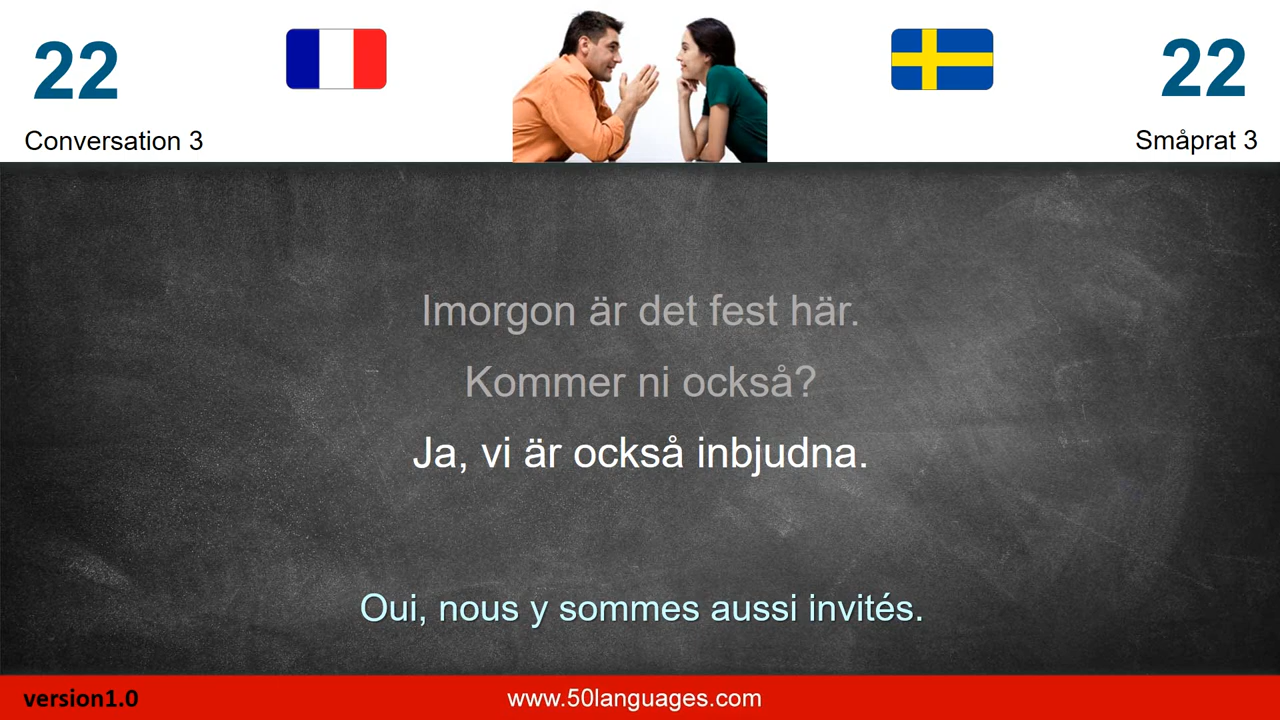 22
22
Conversation 3
Småprat 3
Imorgon är det fest här.
Kommer ni också?
Ja, vi är också inbjudna.
Oui, nous y sommes aussi invités.
version1.0
www.50languages.com